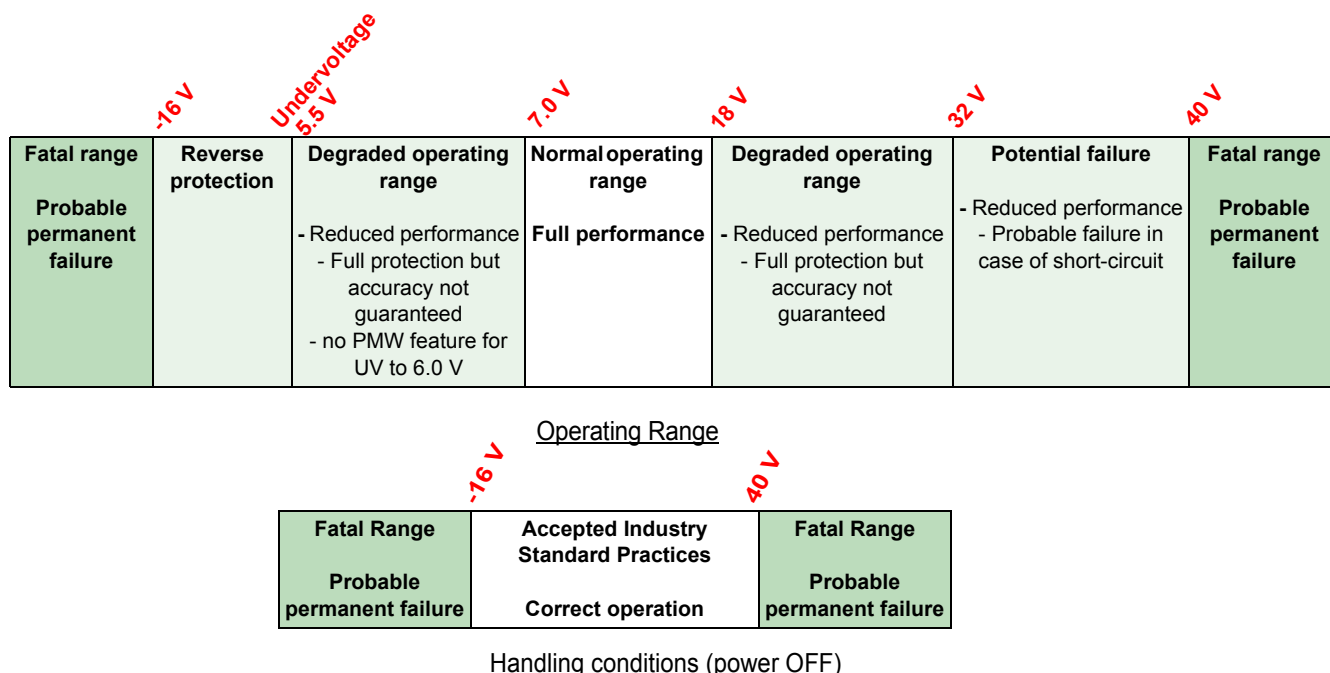 -16 V
Undervoltage
5.5 V
7.0 V
18 V
32 V
40 V
Fatal range
Probable
permanent
failure
Reverse
protection
Degraded operating
range
- Reduced performance
- Full protection but
accuracy not
guaranteed
- no PMW feature for
UV to 6.0 V
Normal operating
range
Full performance
Degraded operating
range
- Reduced performance
- Full protection but
accuracy not
guaranteed
Potential failure
- Reduced performance
- Probable failure in
case of short-circuit
Fatal range
Probable
permanent
failure
Operating Range
-16 V
40 V
Fatal Range
Probable
permanent failure
Accepted Industry
Standard Practices
Correct operation
Fatal Range
Probable
permanent failure
Handling conditions (power OFF)